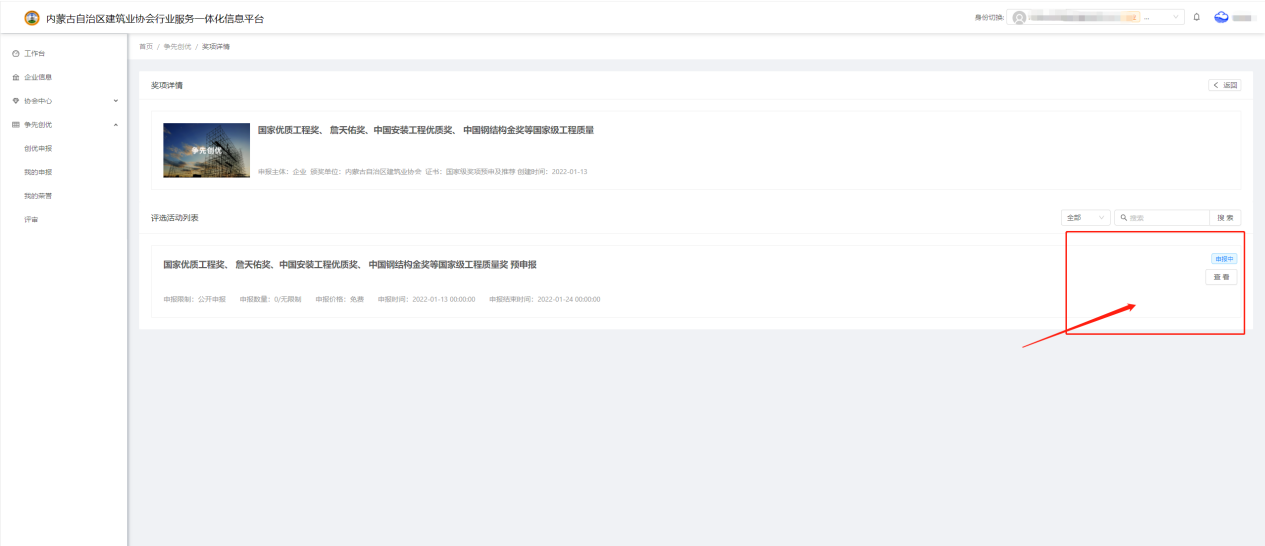 内蒙古自治区建筑业协会行业服务一体化信息平台
身份切换:
...
工作台
企业信息
协会中心
争先创优
创优申报
我的申报
我的荣誉
评审
首页 / 争先创优 / 奖项详情
奖项详情
返回
争先创优
国家优质工程奖、 詹天佑奖、中国安装工程优质奖、 中国钢结构金奖等国家级工程质量
申报主体: 企业 颁奖单位: 内蒙古自治区建筑业协会 证书: 国家级奖项预申及推荐 创建时间: 2022-01-13
评选活动列表
全部
搜索
搜 索
国家优质工程奖、 詹天佑奖、中国安装工程优质奖、 中国钢结构金奖等国家级工程质量奖 预申报
申报中
查 看
申报限制: 公开申报 申报数量: 0/无限制 申报价格: 免费 申报时间: 2022-01-13 00:00:00 申报结束时间: 2022-01-24 00:00:00